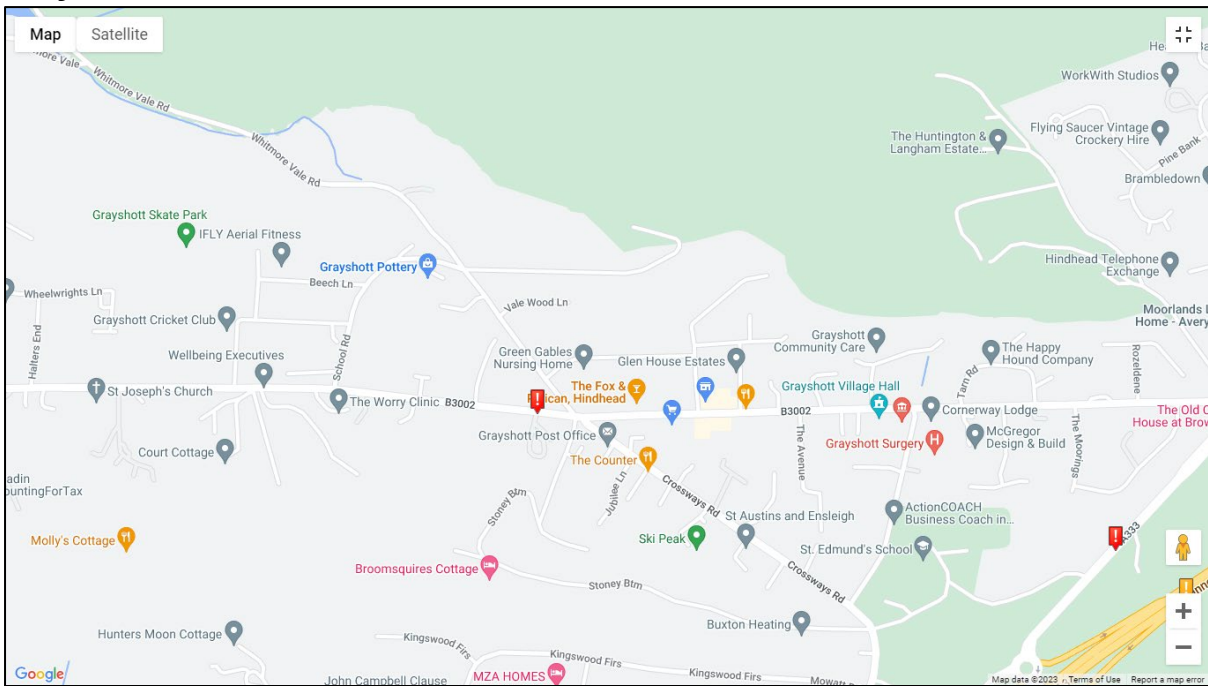 Map
Satellite
more Vale
Whitmore Vale Rd
WorkWith Studios
The Huntington &
Langham Estate...
Flying Saucer Vintage
Crockery Hire
Pine Bank
Whitmore Vale Rd
Brambledown
Grayshott Skate Park
IFLY Aerial Fitness
Grayshott Pottery
Beech Ln
Hindhead Telephone
Exchange
Wheelwrights Ln
Vale Wood Ln
Moorlands L
Home - Avery
Grayshott Cricket Club
School Rd
Halters End
Wellbeing Executives
Green Gables
Nursing Home
Glen House Estates
Grayshott
Community Care
The Happy
Hound Company
Rozeldene
Tarn Rd
St Joseph's Church
The Worry Clinic
B3002
The Fox &
Pelican, Hindhead
B3002
Grayshott Village Hall
Cornerway Lodge
The Old C
House at Brow
Grayshott Post Office
The Avenue
Grayshott Surgery
McGregor
Design & Build
The Moorings
Court Cottage
The Counter
adin
ountingForTax
Crossways Rd
Stoney Btm
Jubilee Ln
St Austins and Ensleigh
ActionCOACH
Business Coach in...
Molly's Cottage
Ski Peak
St. Edmund's School
A333
Broomsquires Cottage
Stoney Btm
Crossways Rd
Buxton Heating
Hunters Moon Cottage
Kingswood Firs
Kingswood Firs
Kingswood Firs
John Campbell Clause
MZA HOMES
Mowatt R
Google
Map data ©2023
Terms of Use
Report a map error